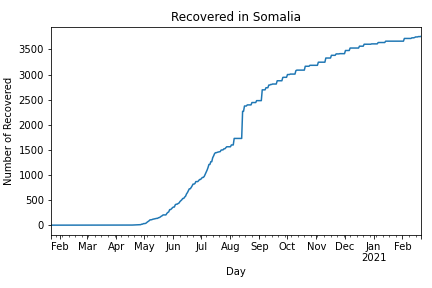 Recovered in Somalia
Number of Recovered
3500
3000
2500
2000
1500
1000
500
0
Feb Mar Apr May Jun Jul Aug Sep Oct Nov Dec Jan Feb
2021
Day